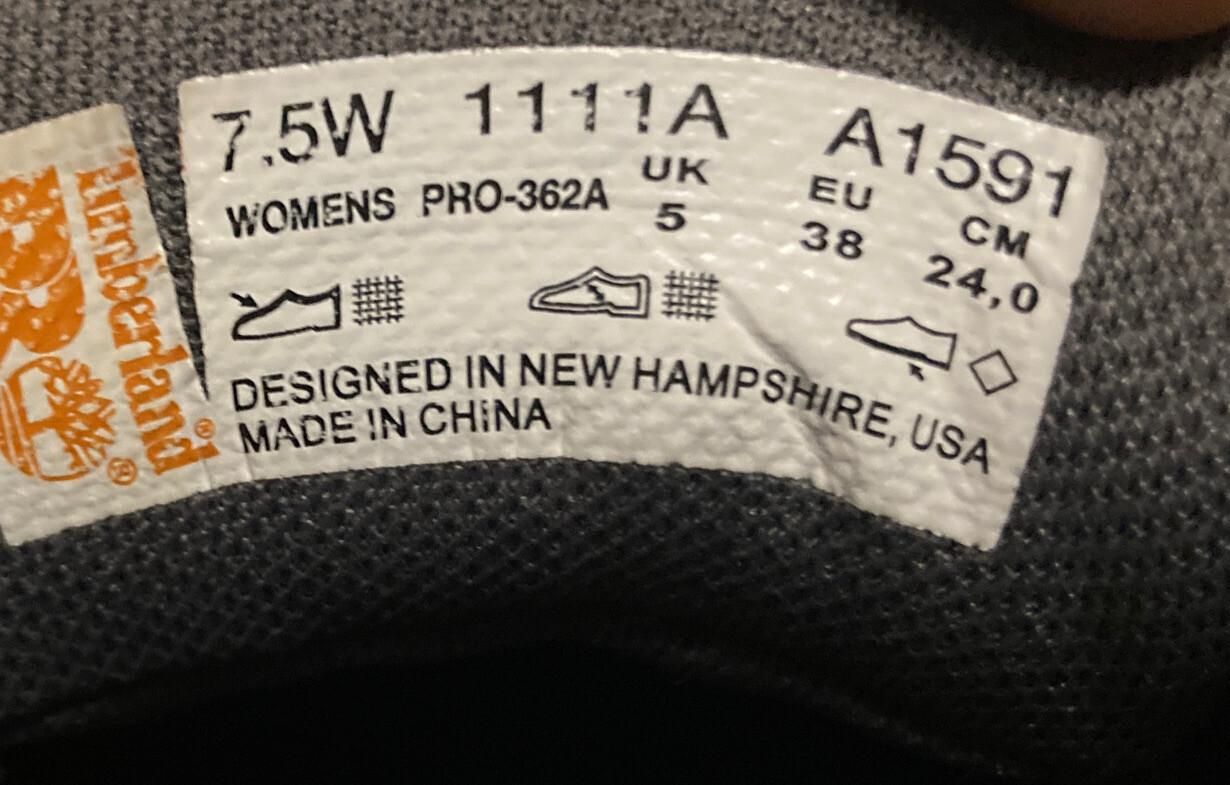 7.5W 1111A A1591
WOMENS PRO-362A UK EU CM
5 38 24,0
DESIGNED IN NEW HAMPSHIRE, USA
MADE IN CHINA
Timberland®
®